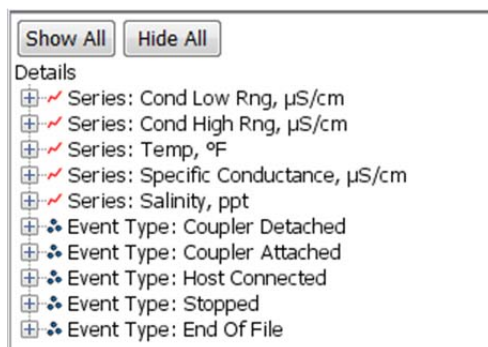 Show All Hide All
Details
Series: Cond Low Rng, µS/cm
Series: Cond High Rng, µS/cm
Series: Temp, °F
Series: Specific Conductance, µS/cm
Series: Salinity, ppt
Event Type: Coupler Detached
Event Type: Coupler Attached
Event Type: Host Connected
Event Type: Stopped
Event Type: End Of File